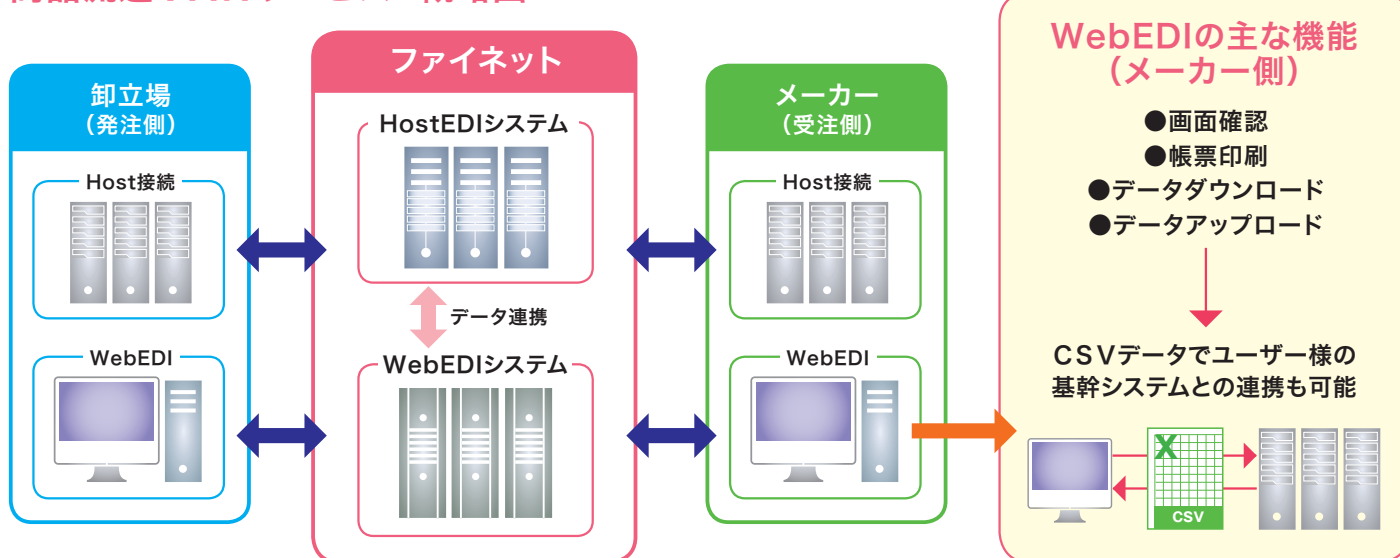 卸立場
（発注側）
Host接続
WebEDI
ファイネット
HostEDIシステム
データ連携
WebEDIシステム
メーカー
（受注側）
Host接続
WebEDI
WebEDIの主な機能
（メーカー側）
●画面確認
●帳票印刷
●データダウンロード
●データアップロード
CSVデータでユーザー様の
基幹システムとの連携も可能
X
CSV